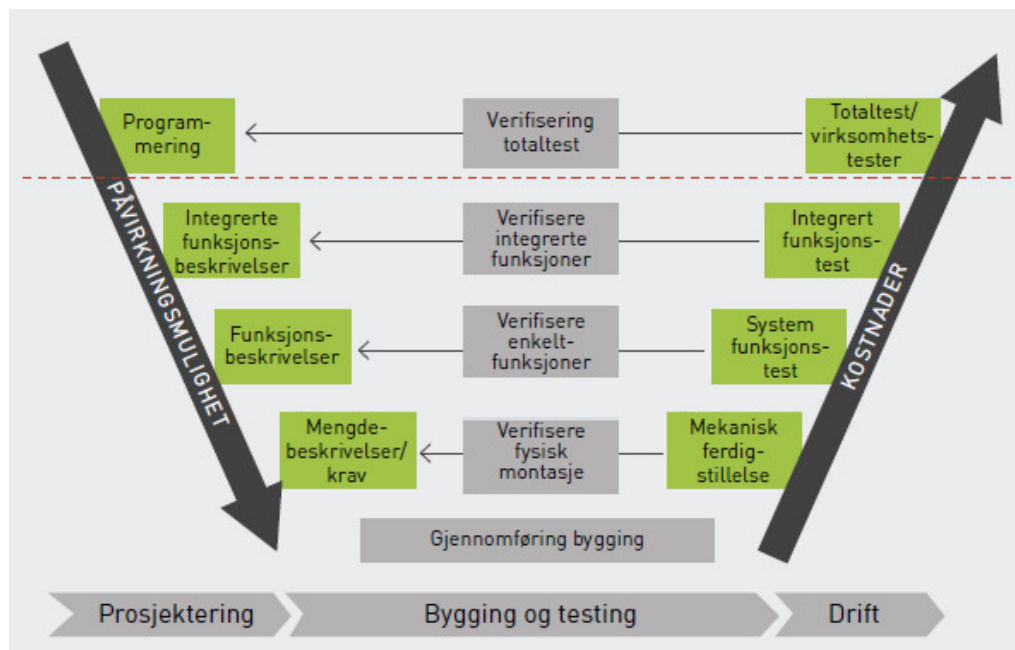 Program-
mering
Verifisering
totaltest
Totaltest/
virksomhets-
tester
PÅVIRKNINGSMULIGHET
Integrerte
funksjons-
beskrivelser
Verifisere
integrerte
funksjoner
Integrert
funksjons-
test
KOSTNADER
Funksjons-
beskrivelser
Verifisere
enkelt-
funksjoner
System
funksjons-
test
Mengde-
beskrivelser/
krav
Verifisere
fysisk
montasje
Mekanisk
ferdig-
stillelse
Gjennomføring bygging
Prosjektering
Bygging og testing
Drift